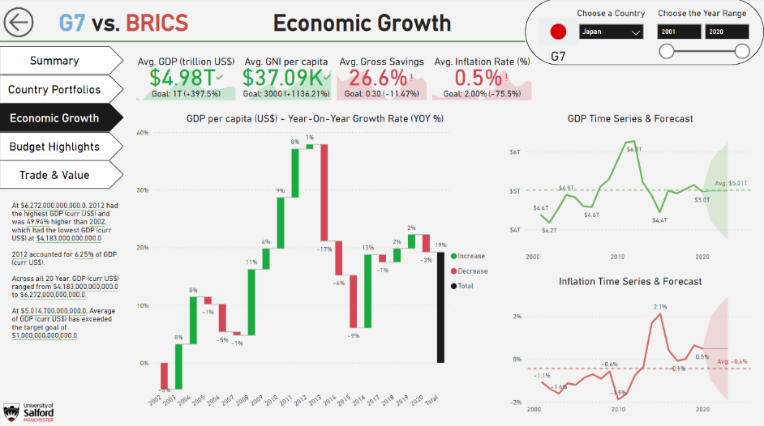 G7 vs. BRICS
Economic Growth
Choose a Country
Japan
Choose the Year Range
2001
2020
G7
Summary
Country Portfolios
Economic Growth
Budget Highlights
Trade & Value
Avg. GDP (trillion US$)
$4.98T
Goal: 1T (+397.5%)
Avg. GNI per capita
$37.09K
Goal: 3000 (+1136.21%)
Avg. Gross Savings
26.6%!
Goal: 0.30 (-11.47%)
Avg. Inflation Rate (%)
0.5%!
Goal: 2.00% (-75.5%)
At $6,272,000,000,000.0, 2012 had
the highest GDP (curr US$) and
was 49.94% higher than 2002,
which had the lowest GDP (curr
US$) at $4,183,000,000,000.0
2012 accounted for 6.25% of GDP
(curr US$).
Across all 20 Year, GDP (curr US$)
ranged from $4,183,000,000,000.0
to $6,272,000,000,000.0.
At $5,014,700,000,000.0, Average
of GDP (curr US$) has exceeded
the target goal of
$1,000,000,000,000.0.
GDP per capita (US$) - Year-On-Year Growth Rate (YOY %)
40%
30%
20%
10%
0%
8%
8%
-1%
-7%
-1%
11%
4%
9%
8%
1%
-17%
-4%
-9%
13%
-1%
2%
2%
-3%
19%
2002
2003
2004
2005
2006
2007
2008
2009
2010
2011
2012
2013
2014
2015
2016
2017
2018
2019
2020
Total
Increase
Decrease
Total
GDP Time Series & Forecast
$6T
$5T
$4T
$4.4T
$4.2T
$4.9T
$4.6T
$4.4T
$5.0T
Avg: $5.01T
2000
2010
2020
Inflation Time Series & Forecast
2%
0%
-2%
-1.1%
-1.6%
-0.6%
-1.9%
2.1%
-0.1%
0.5%
Avg: -0.4%
2000
2010
2020
University of
Salford
MANCHESTER